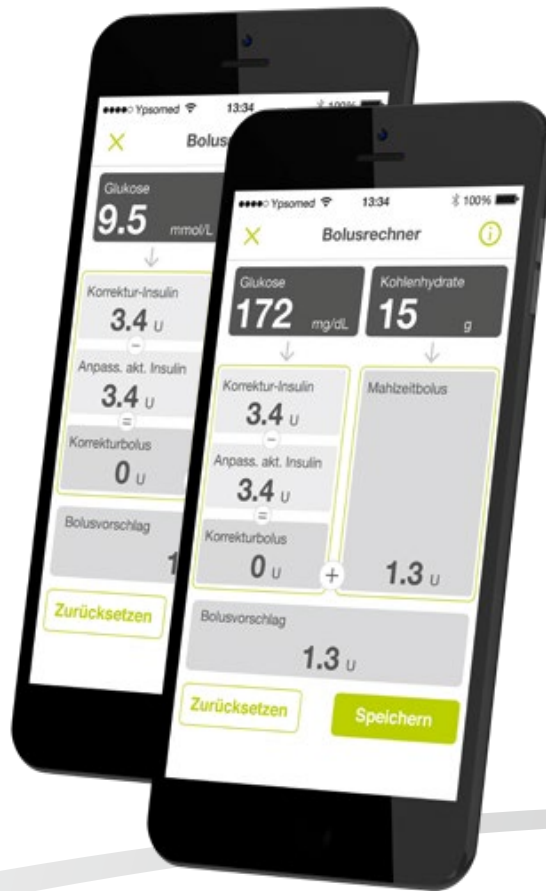 Ypsomed 13:34 100%
Bolus
Glukose
9.5 mmol/L
Korrektur-Insulin
3.4 U
−
Anpass. akt. Insulin
3.4 U
=
Korrekturbolus
0 U
Bolusvorschlag
1
Zurücksetzen
Ypsomed 13:34 100%
Bolusrechner
Glukose
172 mg/dL
Kohlenhydrate
15 g
Korrektur-Insulin
3.4 U
−
Anpass. akt. Insulin
3.4 U
=
Korrekturbolus
0 U
+
Mahlzeitbolus
1.3 U
Bolusvorschlag
1.3 U
Zurücksetzen
Speichern